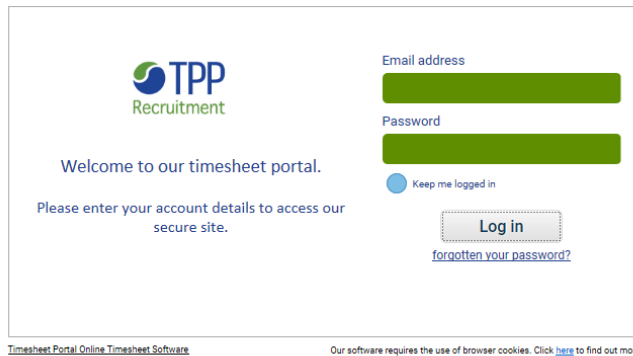 TPP
Recruitment
Welcome to our timesheet portal.
Please enter your account details to access our
secure site.
Email address
Password
Keep me logged in
Log in
forgotten your password?
Timesheet Portal Online Timesheet Software
Our software requires the use of browser cookies. Click here to find out mo